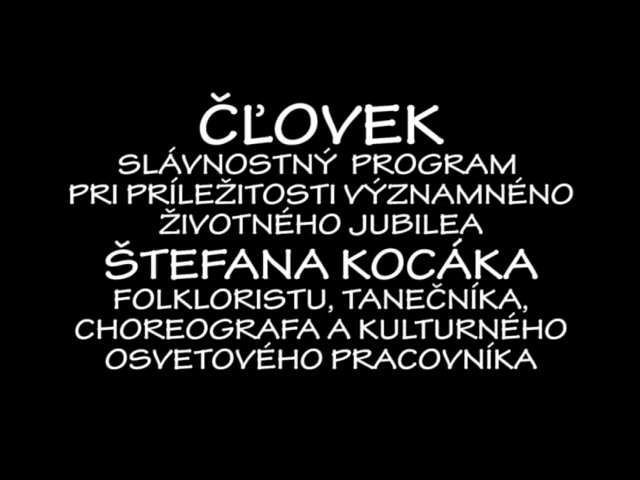 ČĽOVEK
SLÁVNOSTNÝ PROGRAM
PRI PRÍLEŽITOSTI VÝZNAMNÉNO
ŽIVOTNÉHO JUBILEA
ŠTEFANA KOCÁKA
FOLKLORISTU, TANEČNÍKA,
CHOREOGRAFA A KULTURNÉHO
OSVETOVÉHO PRACOVNÍKA